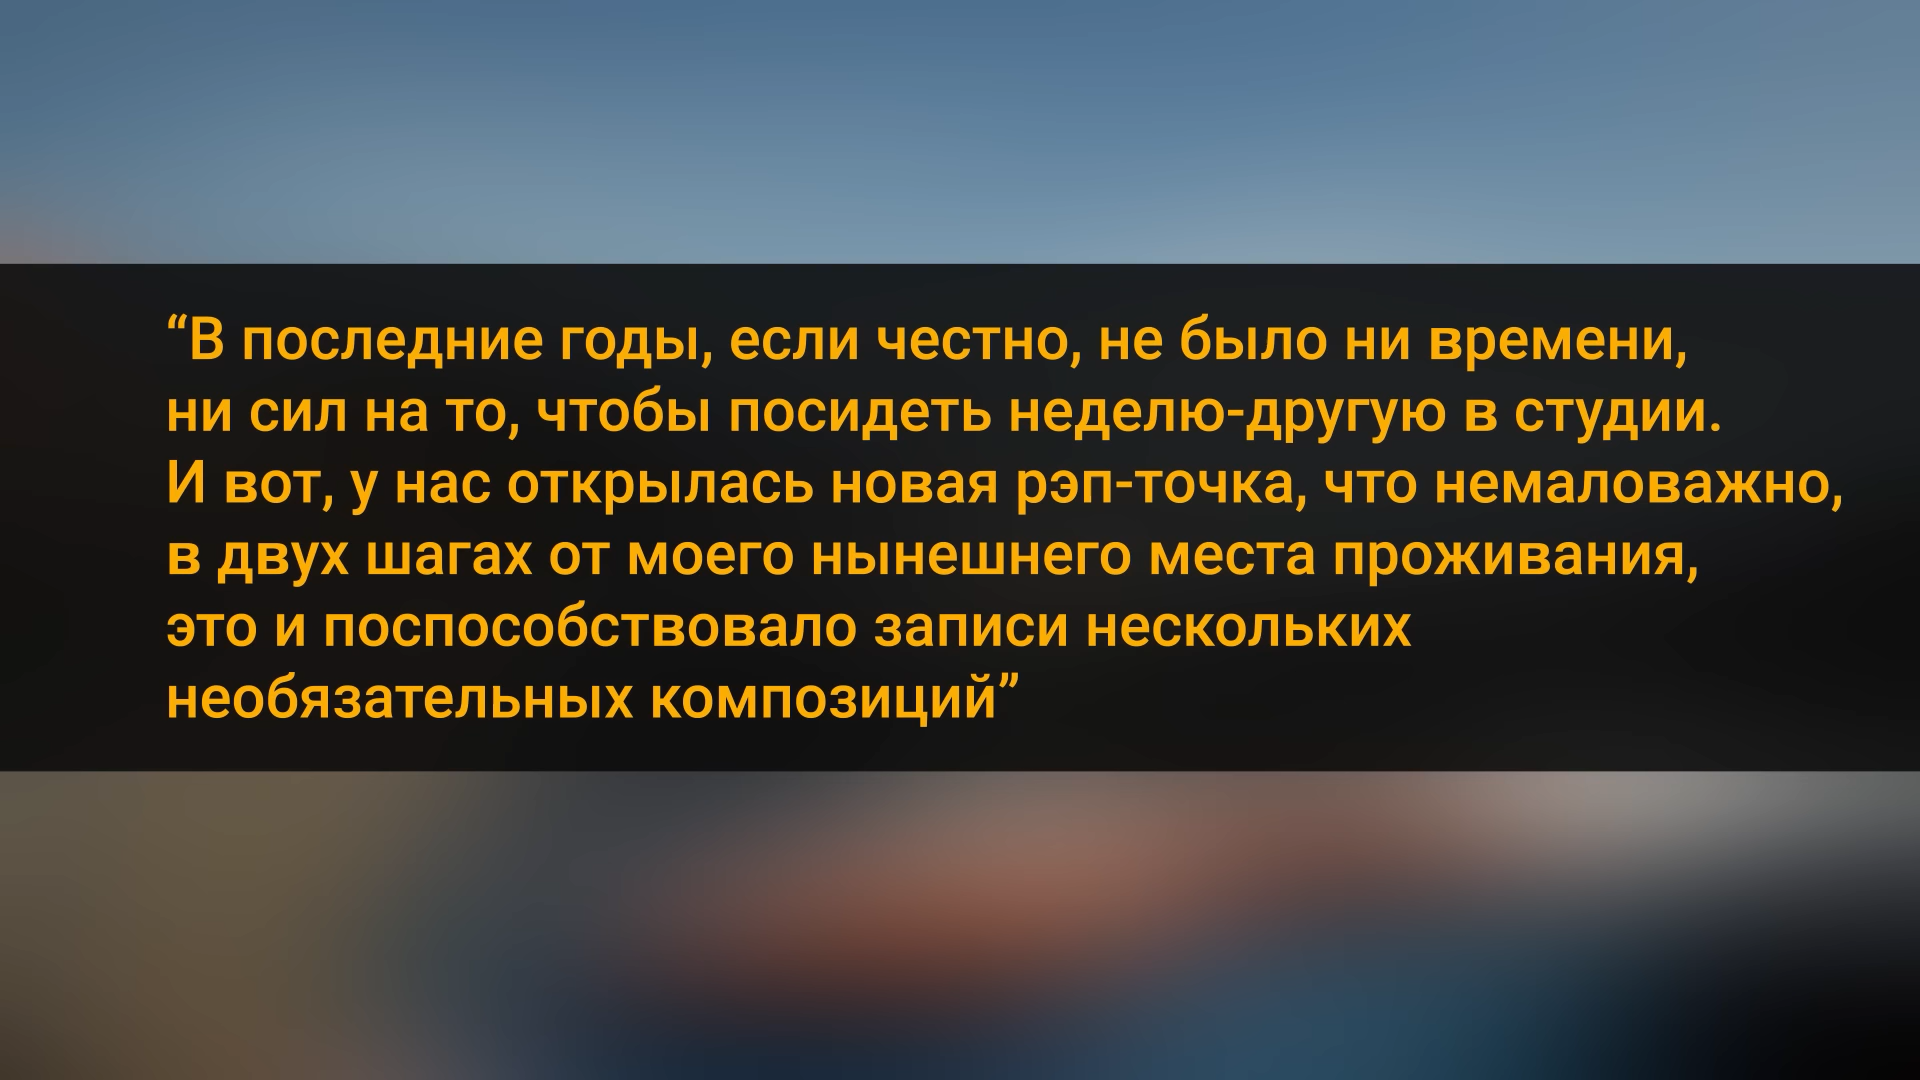 “В последние годы, если честно, не было ни времени,
ни сил на то, чтобы посидеть неделю-другую в студии.
И вот, у нас открылась новая рэп-точка, что немаловажно,
в двух шагах от моего нынешнего места проживания,
это и поспособствовало записи нескольких
необязательных композиций”